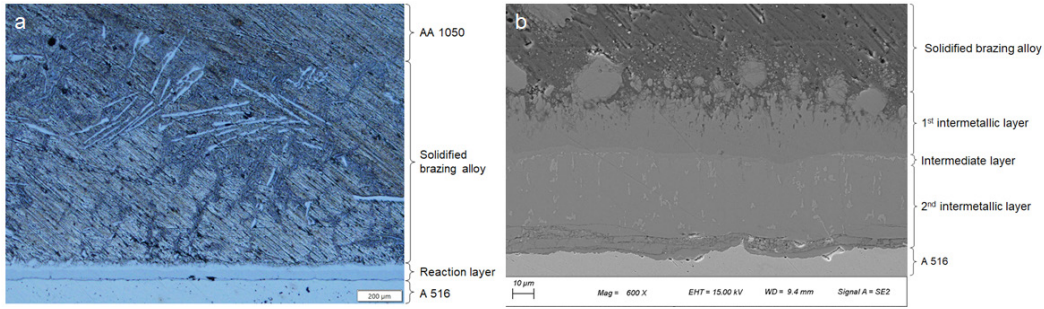 a
AA 1050
Solidified
brazing alloy
Reaction layer
A 516
200 µm
b
Solidified brazing alloy
1st intermetallic layer
Intermediate layer
2nd intermetallic layer
A 516
10 µm
Mag = 600 X EHT = 15.00 kV WD = 9.4 mm Signal A = SE2